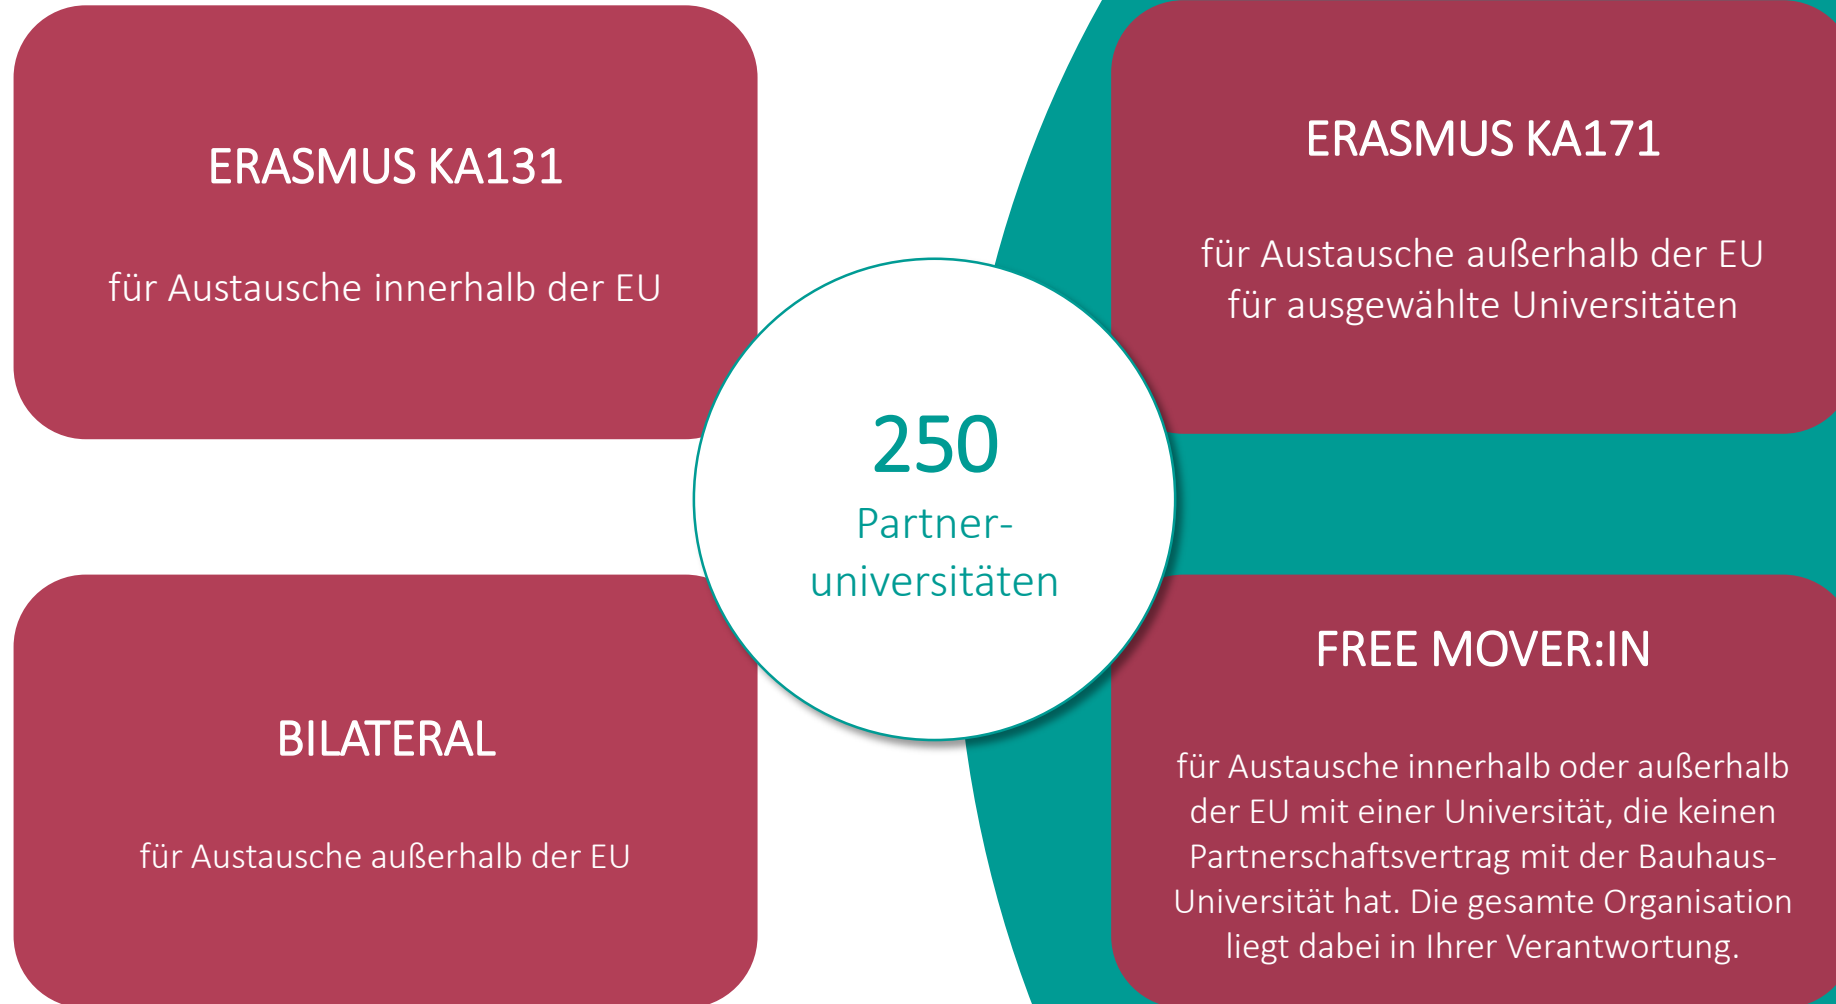 ERASMUS KA131
für Austausche innerhalb der EU
ERASMUS KA171
für Austausche außerhalb der EU
für ausgewählte Universitäten
250
Partner-
universitäten
BILATERAL
für Austausche außerhalb der EU
FREE MOVER:IN
für Austausche innerhalb oder außerhalb
der EU mit einer Universität, die keinen
Partnerschaftsvertrag mit der Bauhaus-
Universität hat. Die gesamte Organisation
liegt dabei in Ihrer Verantwortung.